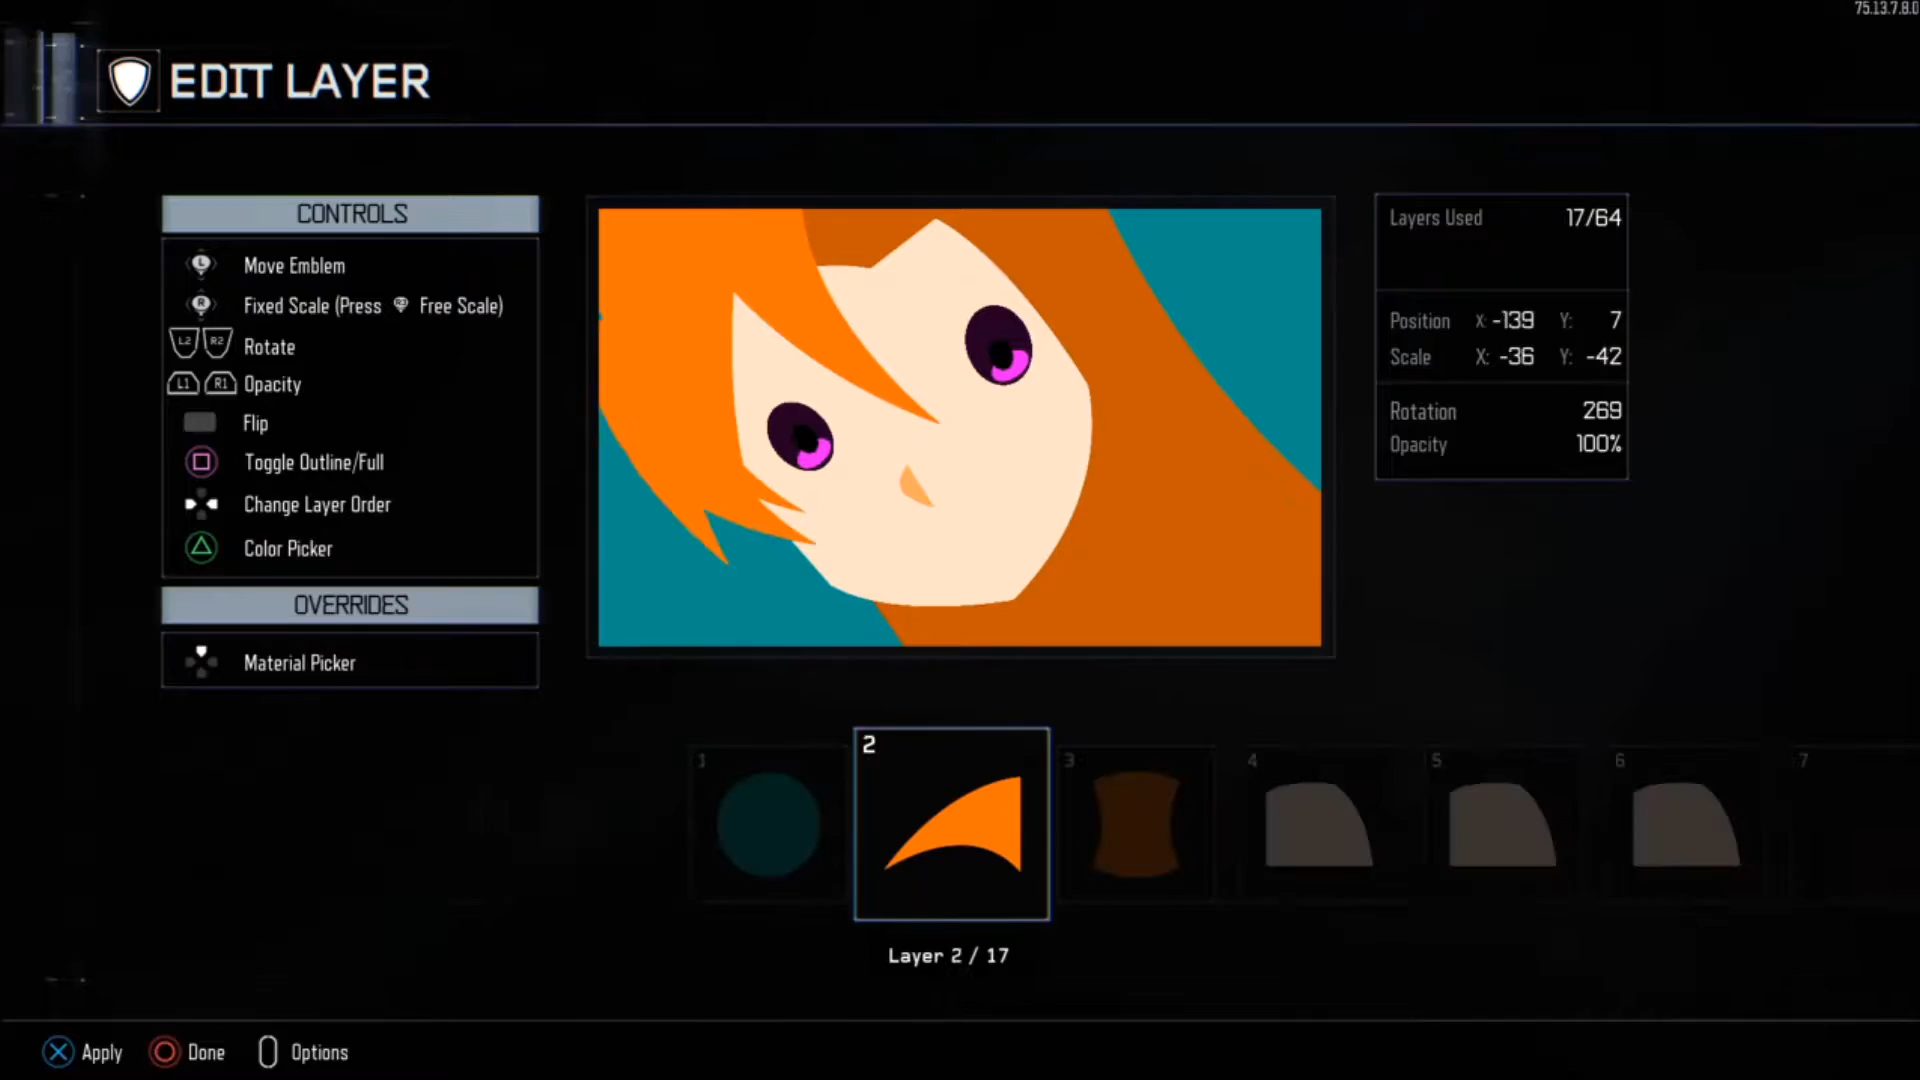 75.13.7.8.0
EDIT LAYER
CONTROLS
L Move Emblem
R Fixed Scale (Press R3 Free Scale)
L2 R2 Rotate
L1 R1 Opacity
Flip
Toggle Outline/Full
Change Layer Order
Color Picker
OVERRIDES
Material Picker
Layers Used 17/64
Position X: -139 Y: 7
Scale X: -36 Y: -42
Rotation 269
Opacity 100%
1 2 3 4 5 6 7
Layer 2 / 17
Apply Done Options